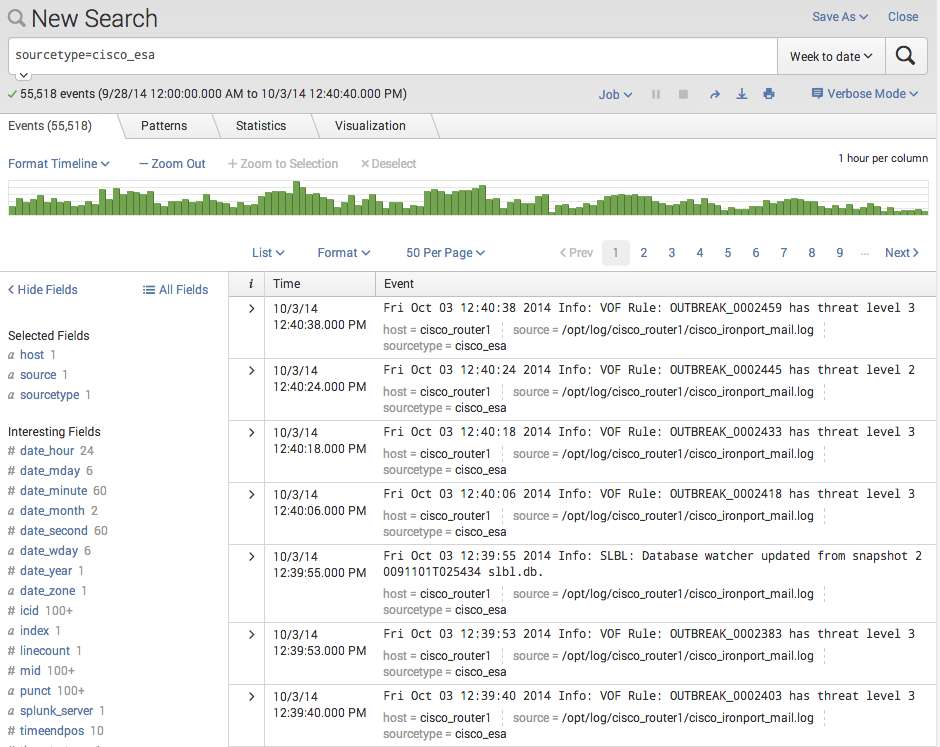 New Search
Save As
Close
sourcetype=cisco_esa
Week to date
55,518 events (9/28/14 12:00:00.000 AM to 10/3/14 12:40:40.000 PM)
Job
Verbose Mode
Events (55,518)
Patterns
Statistics
Visualization
Format Timeline
— Zoom Out
+ Zoom to Selection
× Deselect
1 hour per column
List
Format
50 Per Page
< Prev 1 2 3 4 5 6 7 8 9 ... Next >
< Hide Fields
All Fields
Selected Fields
a host 1
a source 1
a sourcetype 1
Interesting Fields
# date_hour 24
# date_mday 6
# date_minute 60
a date_month 2
# date_second 60
a date_wday 6
# date_year 1
a date_zone 1
# icid 100+
a index 1
# linecount 1
# mid 100+
a punct 100+
a splunk_server 1
# timeendpos 10
i Time Event
10/3/14
12:40:38.000 PM
Fri Oct 03 12:40:38 2014 Info: VOF Rule: OUTBREAK_0002459 has threat level 3
host = cisco_router1 source = /opt/log/cisco_router1/cisco_ironport_mail.log
sourcetype = cisco_esa
10/3/14
12:40:24.000 PM
Fri Oct 03 12:40:24 2014 Info: VOF Rule: OUTBREAK_0002445 has threat level 2
host = cisco_router1 source = /opt/log/cisco_router1/cisco_ironport_mail.log
sourcetype = cisco_esa
10/3/14
12:40:18.000 PM
Fri Oct 03 12:40:18 2014 Info: VOF Rule: OUTBREAK_0002433 has threat level 3
host = cisco_router1 source = /opt/log/cisco_router1/cisco_ironport_mail.log
sourcetype = cisco_esa
10/3/14
12:40:06.000 PM
Fri Oct 03 12:40:06 2014 Info: VOF Rule: OUTBREAK_0002418 has threat level 3
host = cisco_router1 source = /opt/log/cisco_router1/cisco_ironport_mail.log
sourcetype = cisco_esa
10/3/14
12:39:55.000 PM
Fri Oct 03 12:39:55 2014 Info: SLBL: Database watcher updated from snapshot 2
0091101T025434 slbl.db.
host = cisco_router1 source = /opt/log/cisco_router1/cisco_ironport_mail.log
sourcetype = cisco_esa
10/3/14
12:39:53.000 PM
Fri Oct 03 12:39:53 2014 Info: VOF Rule: OUTBREAK_0002383 has threat level 3
host = cisco_router1 source = /opt/log/cisco_router1/cisco_ironport_mail.log
sourcetype = cisco_esa
10/3/14
12:39:40.000 PM
Fri Oct 03 12:39:40 2014 Info: VOF Rule: OUTBREAK_0002403 has threat level 3
host = cisco_router1 source = /opt/log/cisco_router1/cisco_ironport_mail.log
sourcetype = cisco_esa